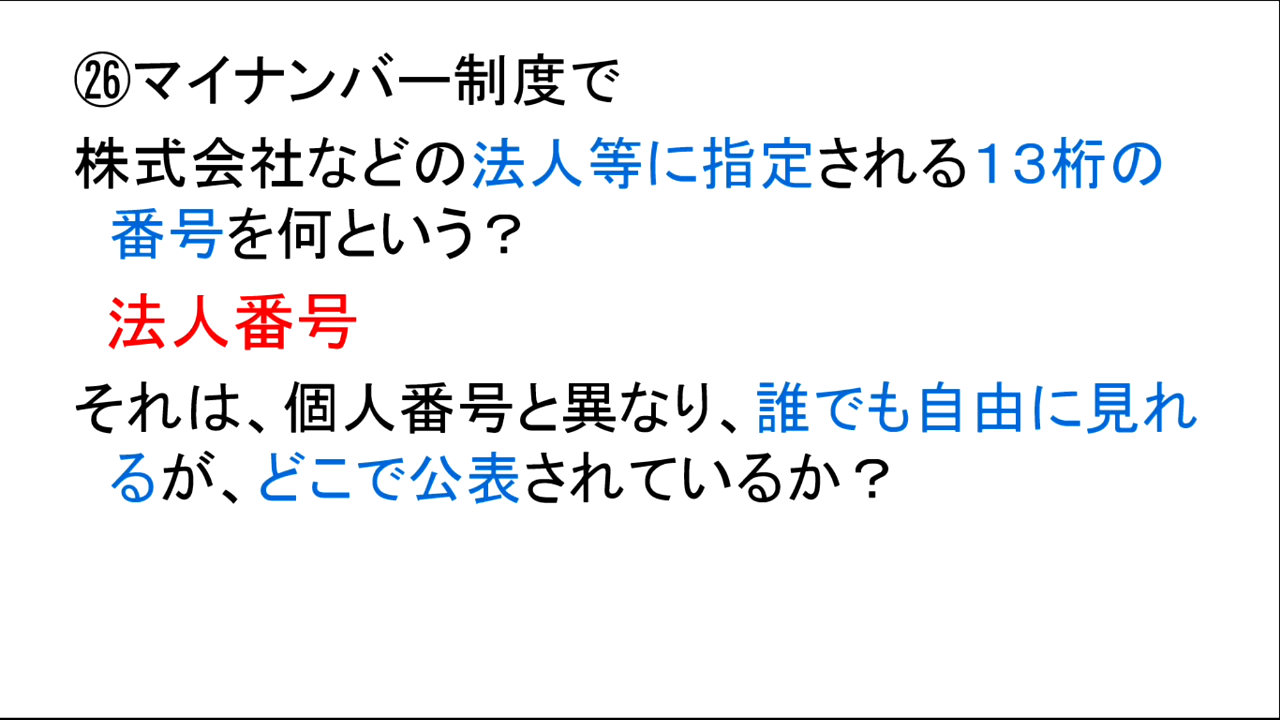 ㉖マイナンバー制度で
株式会社などの法人等に指定される１３桁の
番号を何という？
法人番号
それは、個人番号と異なり、誰でも自由に見れ
るが、どこで公表されているか？